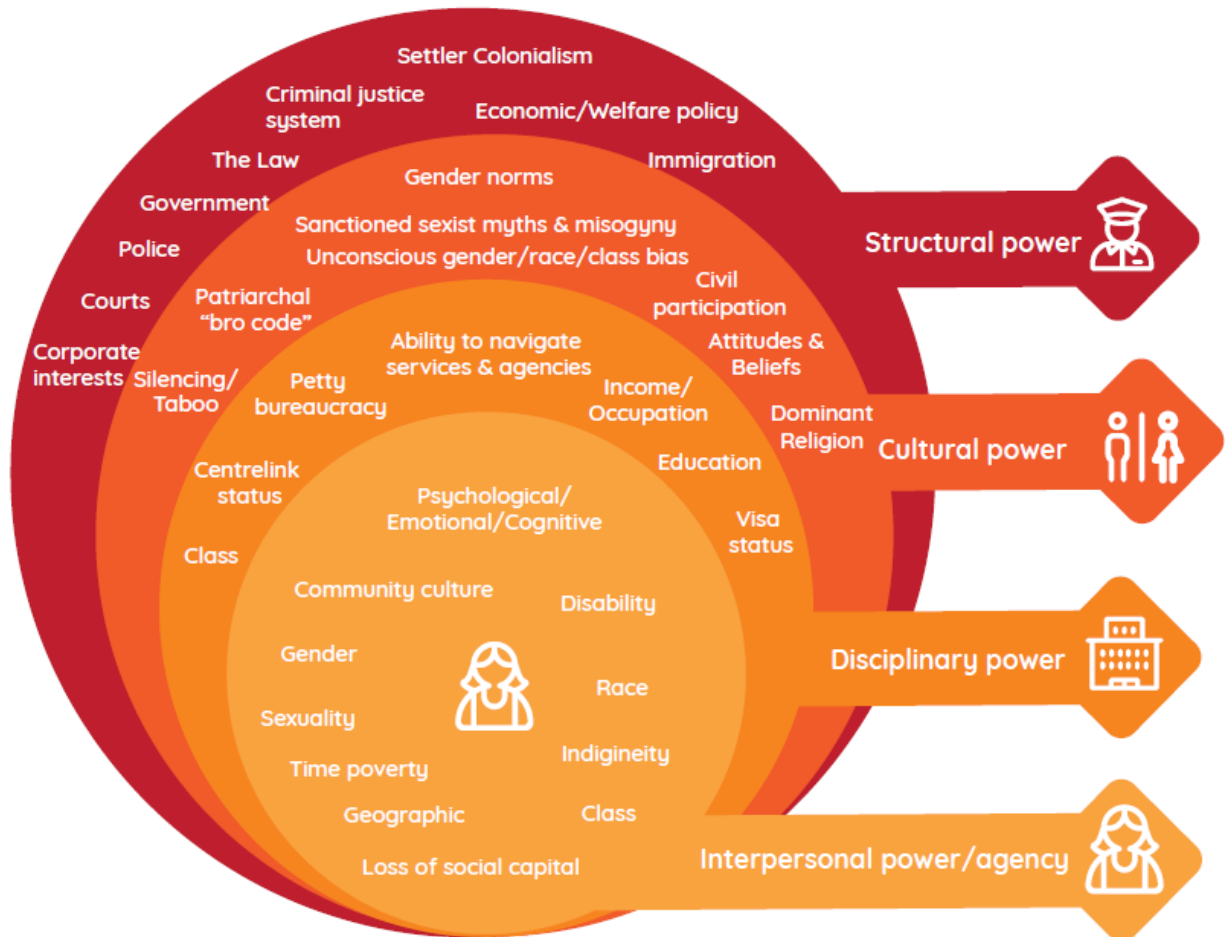 Settler Colonialism
Criminal justice
system
Economic/Welfare policy
The Law
Immigration
Government
Police
Courts
Corporate
interests
Structural power
Gender norms
Sanctioned sexist myths & misogyny
Unconscious gender/race/class bias
Patriarchal
“bro code”
Civil
participation
Silencing/
Taboo
Attitudes &
Beliefs
Dominant
Religion
Cultural power
Ability to navigate
services & agencies
Petty
bureaucracy
Income/
Occupation
Centrelink
status
Education
Class
Visa
status
Disciplinary power
Psychological/
Emotional/Cognitive
Community culture
Disability
Gender
Race
Sexuality
Indigineity
Time poverty
Geographic
Class
Loss of social capital
Interpersonal power/agency